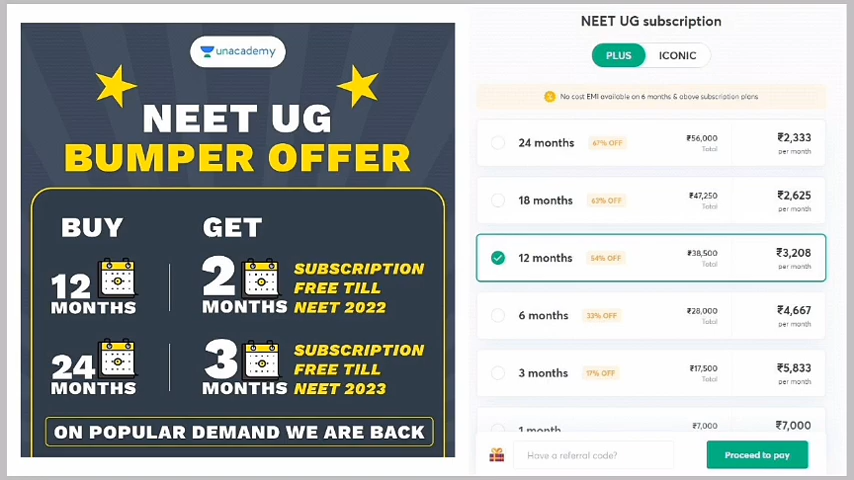 unacademy
NEET UG
BUMPER OFFER
BUY GET
12 MONTHS
2 MONTHS
SUBSCRIPTION
FREE TILL
NEET 2022
24 MONTHS
3 MONTHS
SUBSCRIPTION
FREE TILL
NEET 2023
ON POPULAR DEMAND WE ARE BACK
NEET UG subscription
PLUS ICONIC
No cost EMI available on 6 months & above subscription plans
24 months 67% OFF ₹56,000 ₹2,333
Total per month
18 months 63% OFF ₹47,250 ₹2,625
Total per month
12 months 54% OFF ₹38,500 ₹3,208
Total per month
6 months 33% OFF ₹28,000 ₹4,667
Total per month
3 months 17% OFF ₹17,500 ₹5,833
Total per month
1 month ₹7,000 ₹7,000
Have a referral code? Proceed to pay